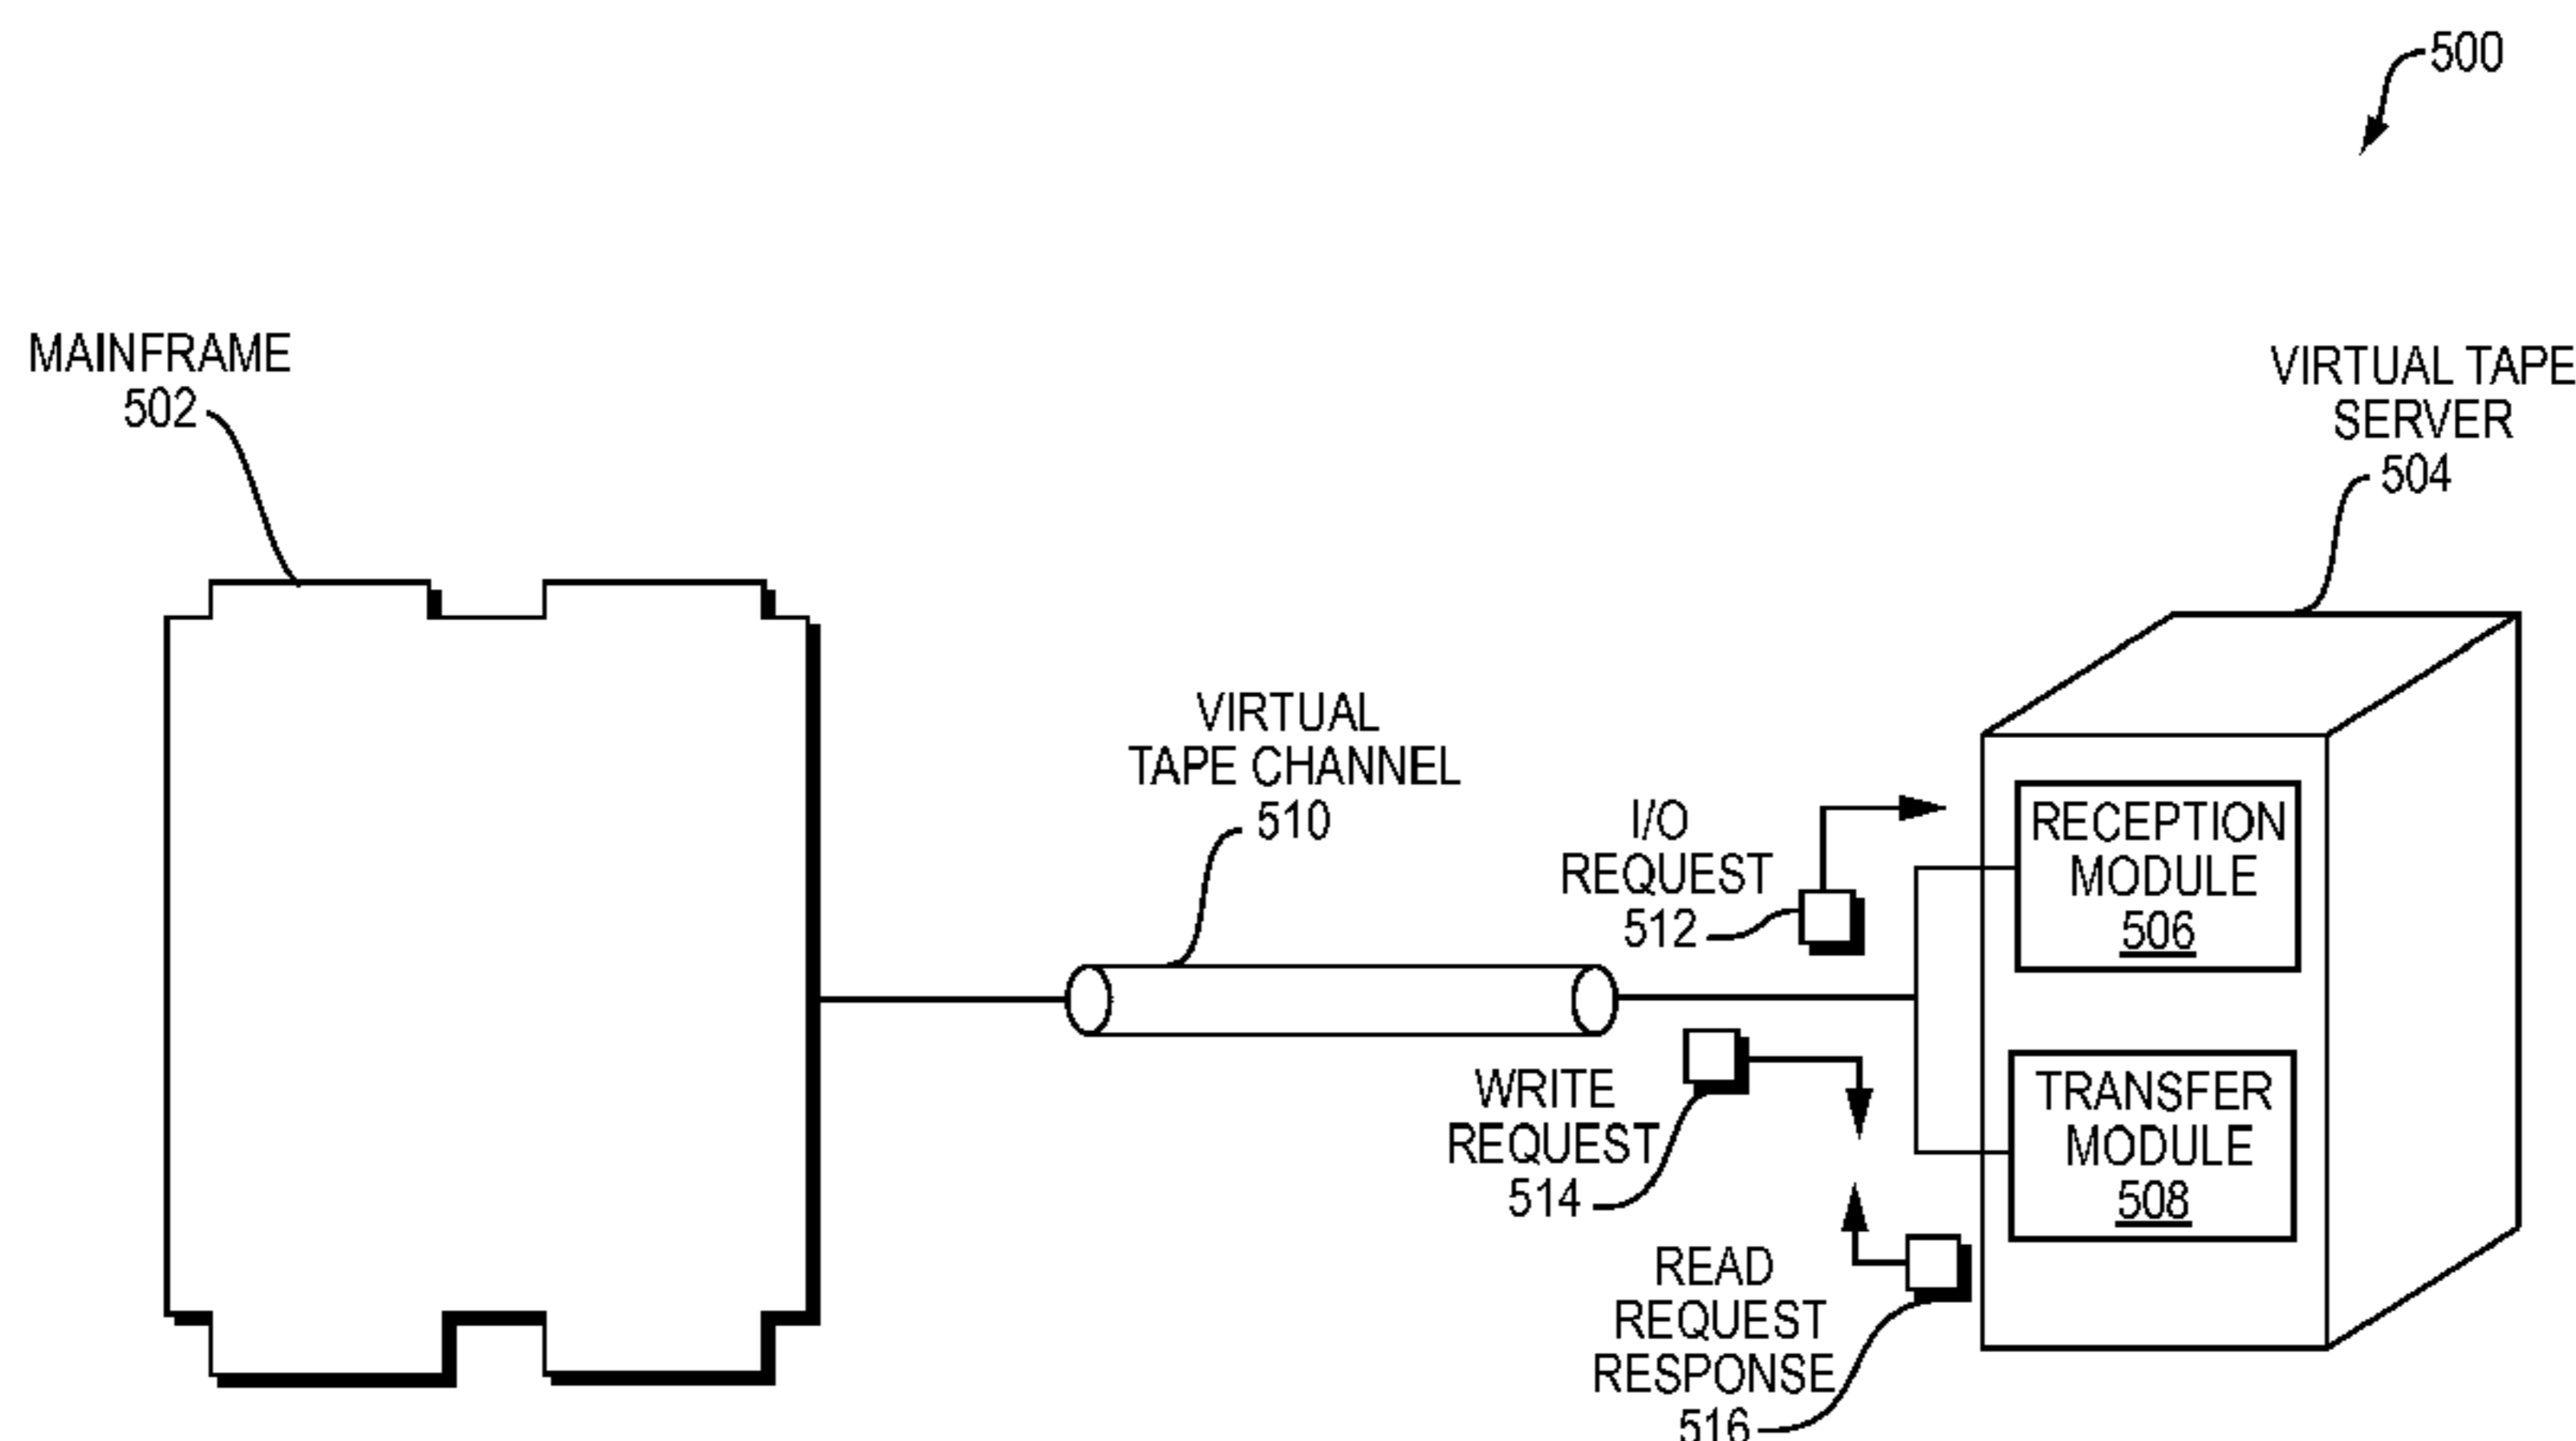 500
MAINFRAME
502
VIRTUAL TAPE
SERVER
504
VIRTUAL
TAPE CHANNEL
510
I/O
REQUEST
512
RECEPTION
MODULE
506
WRITE
REQUEST
514
TRANSFER
MODULE
508
READ
REQUEST
RESPONSE
516